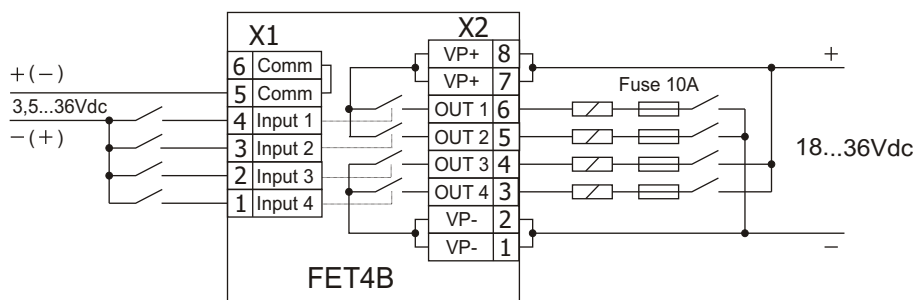 X1
X2
+(−)
3,5...36Vdc
−(+)
6 Comm
5 Comm
4 Input 1
3 Input 2
2 Input 3
1 Input 4
VP+ 8
VP+ 7
OUT 1 6
OUT 2 5
OUT 3 4
OUT 4 3
VP- 2
VP- 1
Fuse 10A
+
18...36Vdc
−
FET4B